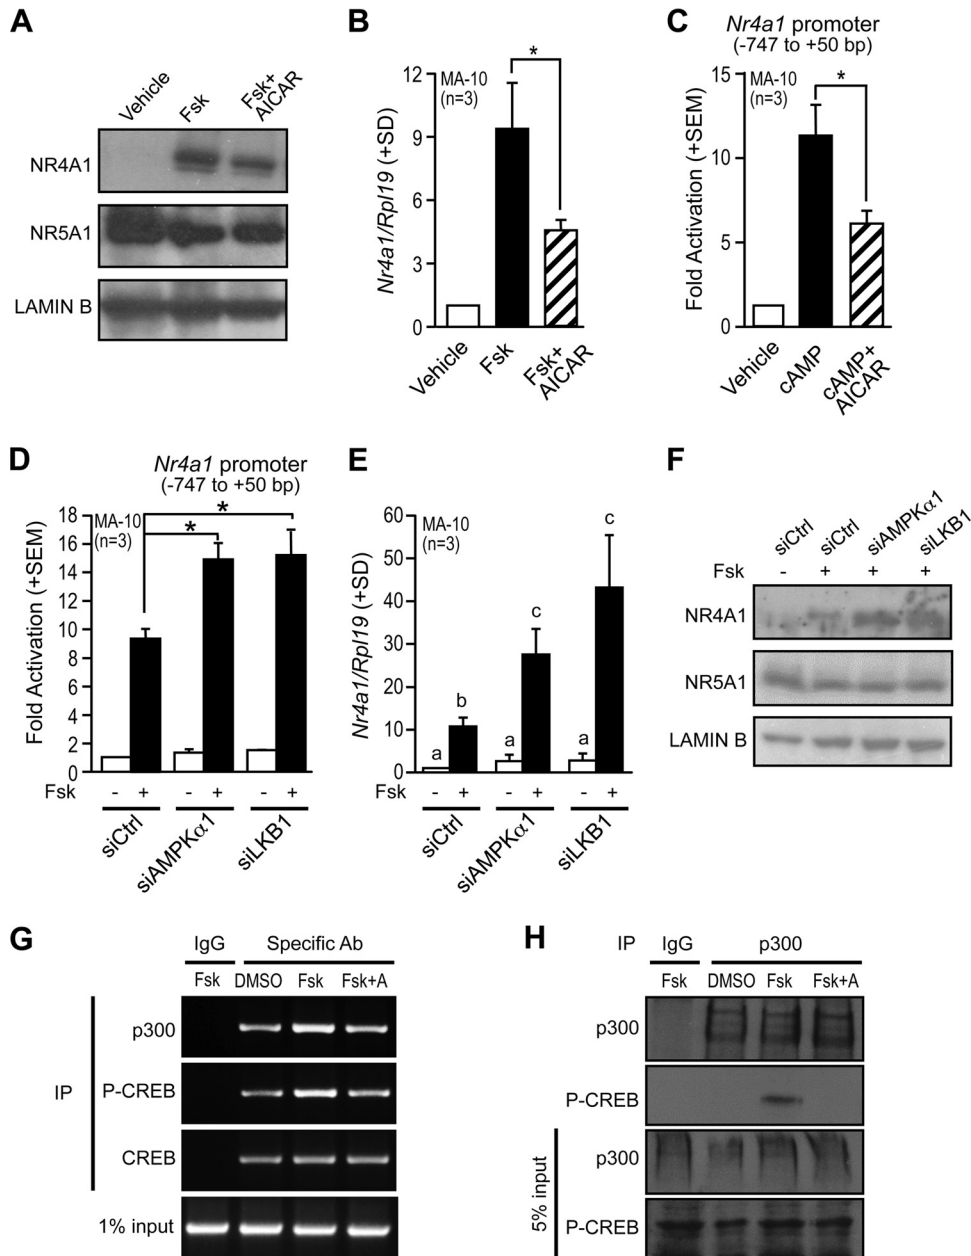 A
Vehicle
Fsk
Fsk+
AICAR
NR4A1
NR5A1
LAMIN B
B
Nr4a1/Rpl19 (+SD)
12
9
6
3
0
MA-10
(n=3)
*
Vehicle
Fsk
Fsk+
AICAR
C
Nr4a1 promoter
(-747 to +50 bp)
Fold Activation (+SEM)
15
10
5
0
MA-10
(n=3)
*
Vehicle
cAMP
cAMP+
AICAR
D
Nr4a1 promoter
(-747 to +50 bp)
Fold Activation (+SEM)
18
16
14
12
10
8
6
4
2
0
MA-10
(n=3)
*
*
Fsk - + - + - +
siCtrl
siAMPKα1
siLKB1
E
Nr4a1/Rpl19 (+SD)
60
50
40
30
20
10
0
MA-10
(n=3)
a b a c a c
Fsk - + - + - +
siCtrl
siAMPKα1
siLKB1
F
siCtrl
siCtrl
siAMPKα1
siLKB1
Fsk - + + +
NR4A1
NR5A1
LAMIN B
G
IgG Specific Ab
Fsk DMSO Fsk Fsk+A
IP
p300
P-CREB
CREB
1% input
H
IP IgG p300
Fsk DMSO Fsk Fsk+A
p300
P-CREB
5% input
p300
P-CREB